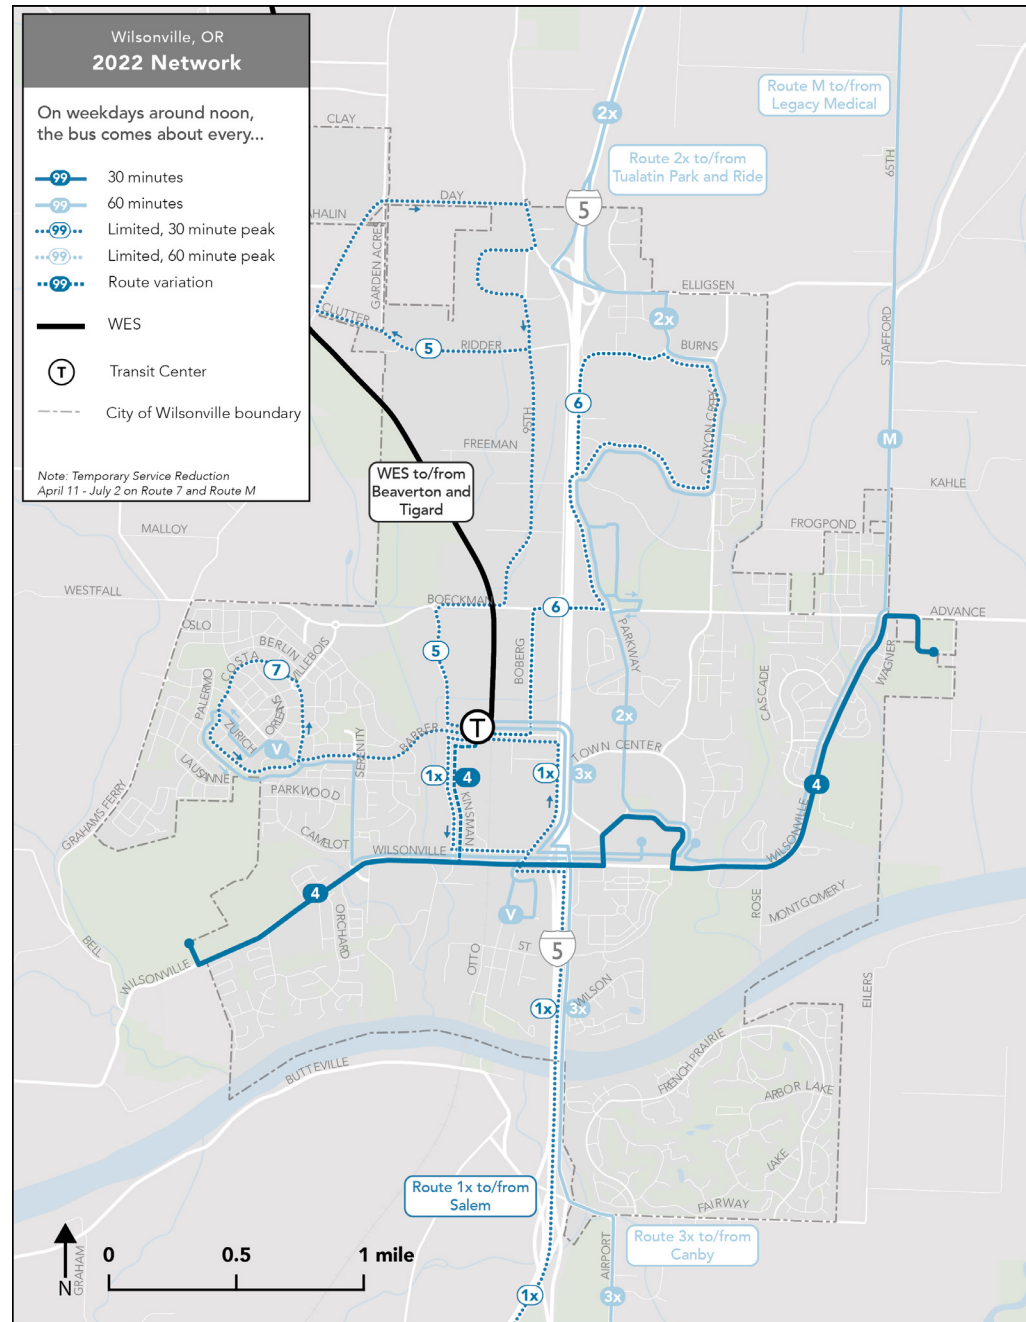 Wilsonville, OR
2022 Network
On weekdays around noon,
the bus comes about every...
99 30 minutes
99 60 minutes
99 Limited, 30 minute peak
99 Limited, 60 minute peak
99 Route variation
WES
T Transit Center
City of Wilsonville boundary
Note: Temporary Service Reduction
April 11 - July 2 on Route 7 and Route M
Route M to/from
Legacy Medical
2x
Route 2x to/from
Tualatin Park and Ride
CLAY
65TH
DAY
5
AHALIN
GARDEN ACRES
ELLIGSEN
CLUTTER
2x
STAFFORD
5
RIDDER
BURNS
6
95TH
CANYON CREEK
FREEMAN
M
WES to/from
Beaverton and
Tigard
KAHLE
MALLOY
FROGPOND
WESTFALL
BOECKMAN
6
ADVANCE
OSLO
BERLIN
PARKWAY
COSTA
VILLEBOIS
5
BOBERG
WAGNER
7
PALERMO
CASCADE
ORLEANS
ZURICH
2x
T
BARBER
V
SERENITY
TOWN CENTER
LAUSANNE
1x
4
1x
3x
4
PARKWOOD
KINSMAN
GRAHAMS FERRY
CAMELOT
WILSONVILLE
WILSONVILLE
4
MONTGOMERY
ROSE
ORCHARD
V
BELL
5T
5
OTTO
WILSONVILLE
WILSON
EILERS
1x
3x
BUTTEVILLE
FRENCH PRAIRIE
ARBOR LAKE
LAKE
Route 1x to/from
Salem
FAIRWAY
Route 3x to/from
Canby
AIRPORT
GRAHAM
N
0 0.5 1 mile
1x
3x